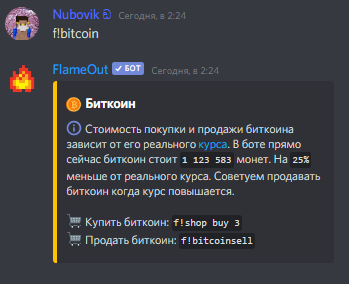 Nubovik Сегодня, в 2:24
f!bitcoin
FlameOut БОТ Сегодня, в 2:24
Биткоин
Стоимость покупки и продажи биткоина
зависит от его реального курса. В боте прямо
сейчас биткоин стоит 1 123 583 монет. На 25%
меньше от реального курса. Советуем продавать
биткоин когда курс повышается.
Купить биткоин: f!shop buy 3
Продать биткоин: f!bitcoinsell